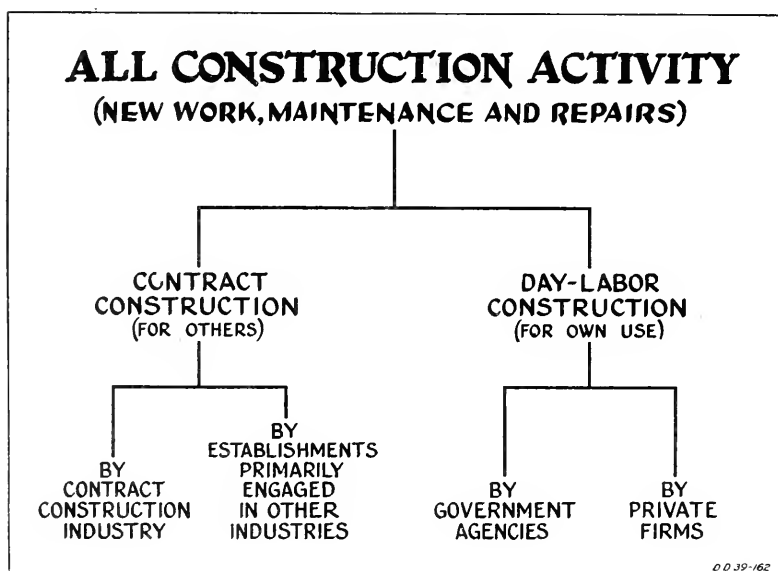 ALL CONSTRUCTION ACTIVITY
(NEW WORK, MAINTENANCE AND REPAIRS)
CONTRACT
CONSTRUCTION
(FOR OTHERS)
DAY-LABOR
CONSTRUCTION
(FOR OWN USE)
BY
CONTRACT
CONSTRUCTION
INDUSTRY
BY
ESTABLISHMENTS
PRIMARILY
ENGAGED
IN OTHER
INDUSTRIES
BY
GOVERNMENT
AGENCIES
BY
PRIVATE
FIRMS
DD 39-162